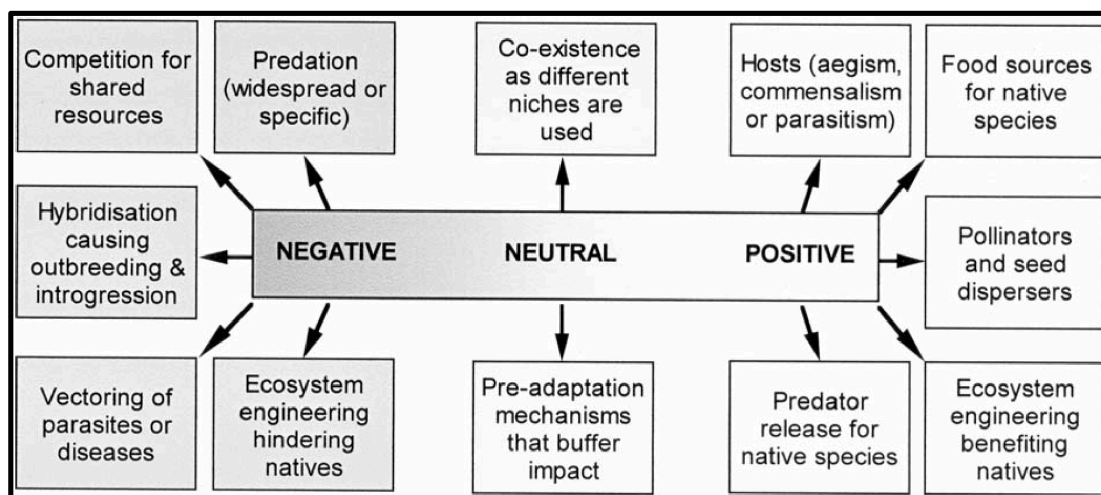 Competition for
shared
resources
Predation
(widespread or
specific)
Co-existence
as different
niches are
used
Hosts (aegism,
commensalism
or parasitism)
Food sources
for native
species
Hybridisation
causing
outbreeding &
introgression
NEGATIVE
NEUTRAL
POSITIVE
Pollinators
and seed
dispersers
Vectoring of
parasites or
diseases
Ecosystem
engineering
hindering
natives
Pre-adaptation
mechanisms
that buffer
impact
Predator
release for
native species
Ecosystem
engineering
benefiting
natives